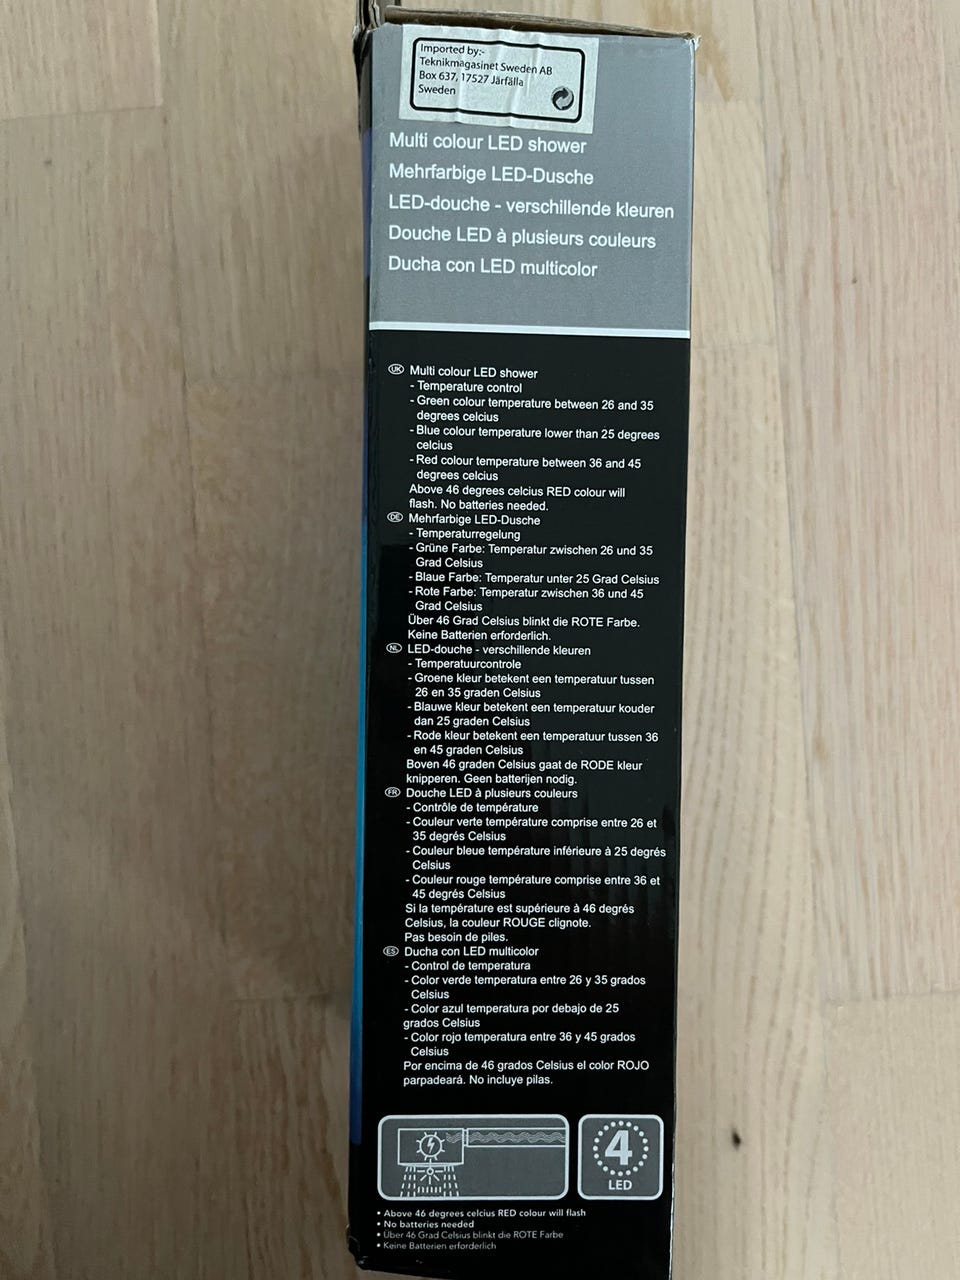 Imported by:-
Teknikmagasinet Sweden AB
Box 637, 17527 Järfälla
Sweden
Multi colour LED shower
Mehrfarbige LED-Dusche
LED-douche - verschillende kleuren
Douche LED à plusieurs couleurs
Ducha con LED multicolor
UK Multi colour LED shower
- Temperature control
- Green colour temperature between 26 and 35
degrees celcius
- Blue colour temperature lower than 25 degrees
celcius
- Red colour temperature between 36 and 45
degrees celcius
Above 46 degrees celcius RED colour will
flash. No batteries needed.
DE Mehrfarbige LED-Dusche
- Temperaturregelung
- Grüne Farbe: Temperatur zwischen 26 und 35
Grad Celsius
- Blaue Farbe: Temperatur unter 25 Grad Celsius
- Rote Farbe: Temperatur zwischen 36 und 45
Grad Celsius
Über 46 Grad Celsius blinkt die ROTE Farbe.
Keine Batterien erforderlich.
NL LED-douche - verschillende kleuren
- Temperatuurcontrole
- Groene kleur betekent een temperatuur tussen
26 en 35 graden Celsius
- Blauwe kleur betekent een temperatuur kouder
dan 25 graden Celsius
- Rode kleur betekent een temperatuur tussen 36
en 45 graden Celsius
Boven 46 graden Celsius gaat de RODE kleur
knipperen. Geen batterijen nodig.
FR Douche LED à plusieurs couleurs
- Contrôle de température
- Couleur verte température comprise entre 26 et
35 degrés Celsius
- Couleur bleue température inférieure à 25 degrés
Celsius
- Couleur rouge température comprise entre 36 et
45 degrés Celsius
Si la température est supérieure à 46 degrés
Celsius, la couleur ROUGE clignote.
Pas besoin de piles.
ES Ducha con LED multicolor
- Control de temperatura
- Color verde temperatura entre 26 y 35 grados
Celsius
- Color azul temperatura por debajo de 25
grados Celsius
- Color rojo temperatura entre 36 y 45 grados
Celsius
Por encima de 46 grados Celsius el color ROJO
parpadeará. No incluye pilas.
4
LED
• Above 46 degrees celcius RED colour will flash
• No batteries needed
• Über 46 Grad Celsius blinkt die ROTE Farbe
• Keine Batterien erforderlich